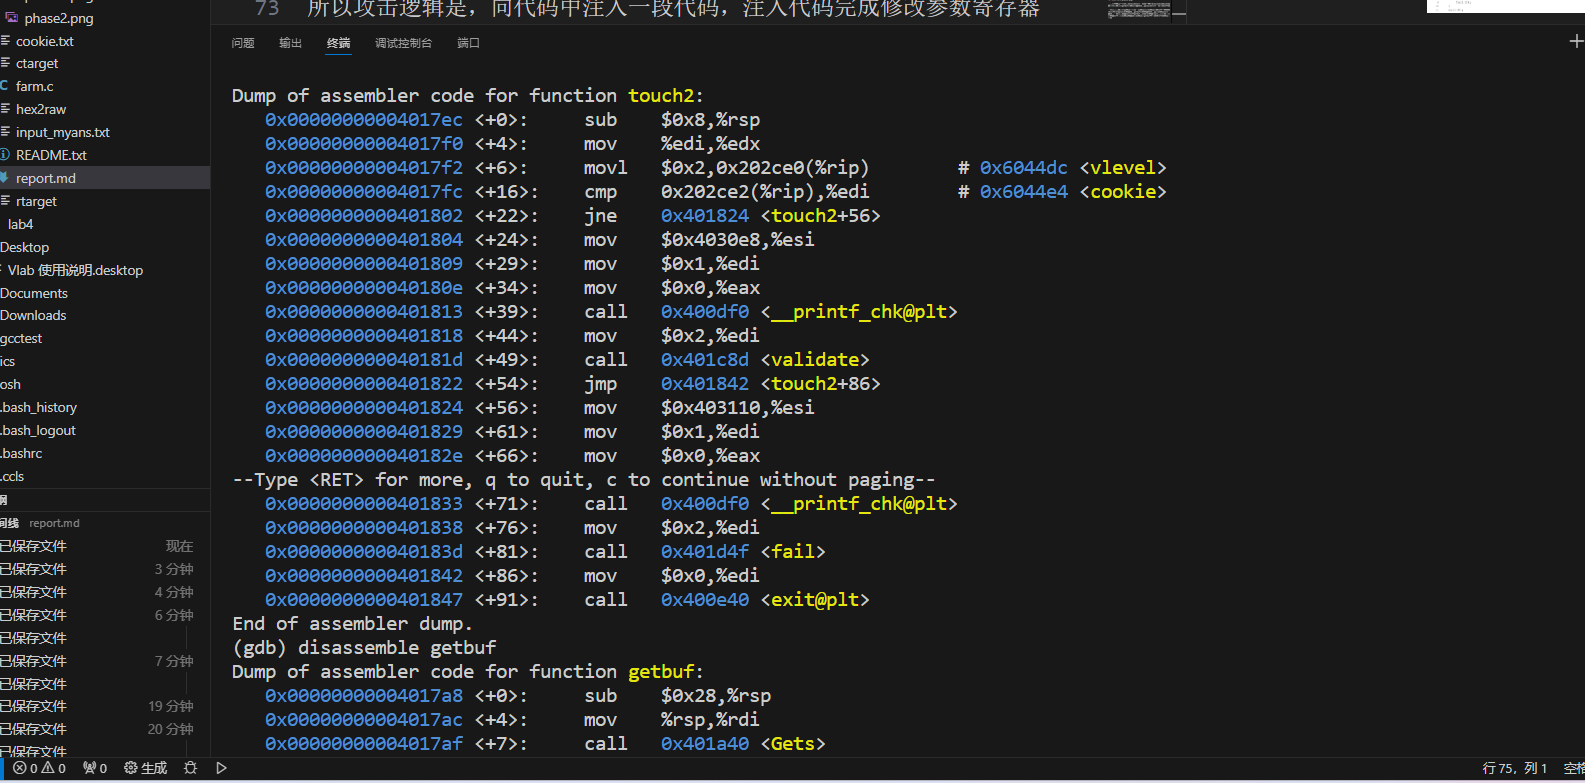 phase2.png
cookie.txt
ctarget
farm.c
hex2raw
input_myans.txt
README.txt
report.md
rtarget
lab4
Desktop
Vlab 使用说明.desktop
Documents
Downloads
gcctest
ics
osh
.bash_history
.bash_logout
.bashrc
.ccls
report.md
已保存文件 现在
已保存文件 3 分钟
已保存文件 4 分钟
已保存文件 6 分钟
已保存文件
已保存文件 7 分钟
已保存文件
已保存文件 19 分钟
已保存文件 20 分钟
已保存文件
73 所以攻击逻辑是，向代码中注入一段代码，注入代码完成修改参数寄存器
问题 输出 终端 调试控制台 端口
Dump of assembler code for function touch2:
0x00000000004017ec <+0>: sub $0x8,%rsp
0x00000000004017f0 <+4>: mov %edi,%edx
0x00000000004017f2 <+6>: movl $0x2,0x202ce0(%rip) # 0x6044dc <vlevel>
0x00000000004017fc <+16>: cmp 0x202ce2(%rip),%edi # 0x6044e4 <cookie>
0x0000000000401802 <+22>: jne 0x401824 <touch2+56>
0x0000000000401804 <+24>: mov $0x4030e8,%esi
0x0000000000401809 <+29>: mov $0x1,%edi
0x000000000040180e <+34>: mov $0x0,%eax
0x0000000000401813 <+39>: call 0x400df0 <__printf_chk@plt>
0x0000000000401818 <+44>: mov $0x2,%edi
0x000000000040181d <+49>: call 0x401c8d <validate>
0x0000000000401822 <+54>: jmp 0x401842 <touch2+86>
0x0000000000401824 <+56>: mov $0x403110,%esi
0x0000000000401829 <+61>: mov $0x1,%edi
0x000000000040182e <+66>: mov $0x0,%eax
--Type <RET> for more, q to quit, c to continue without paging--
0x0000000000401833 <+71>: call 0x400df0 <__printf_chk@plt>
0x0000000000401838 <+76>: mov $0x2,%edi
0x000000000040183d <+81>: call 0x401d4f <fail>
0x0000000000401842 <+86>: mov $0x0,%edi
0x0000000000401847 <+91>: call 0x400e40 <exit@plt>
End of assembler dump.
(gdb) disassemble getbuf
Dump of assembler code for function getbuf:
0x00000000004017a8 <+0>: sub $0x28,%rsp
0x00000000004017ac <+4>: mov %rsp,%rdi
0x00000000004017af <+7>: call 0x401a40 <Gets>
0 0 0 生成 行 75，列 1